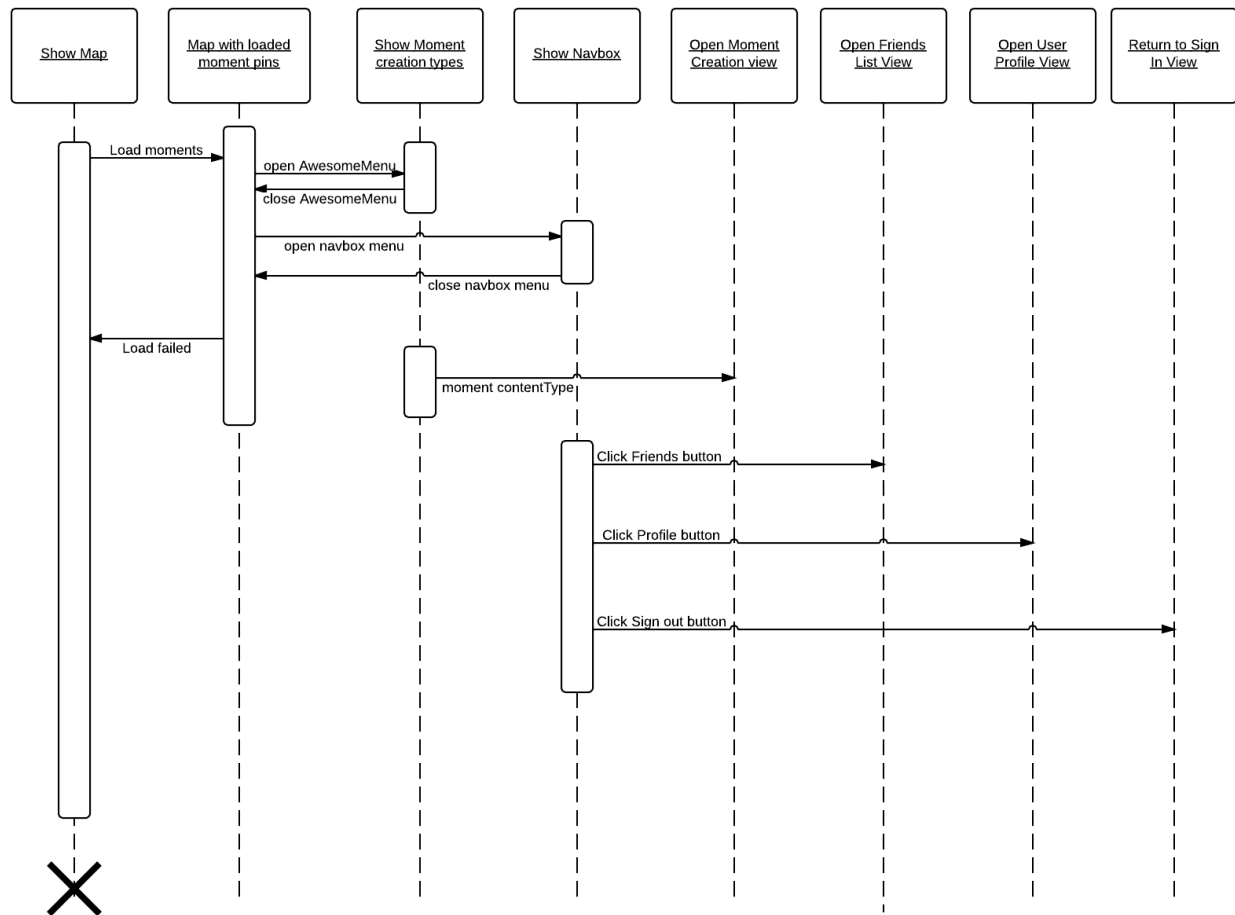 Show Map
Map with loaded
moment pins
Show Moment
creation types
Show Navbox
Open Moment
Creation view
Open Friends
List View
Open User
Profile View
Return to Sign
In View
Load moments
open AwesomeMenu
close AwesomeMenu
open navbox menu
close navbox menu
Load failed
moment contentType
Click Friends button
Click Profile button
Click Sign out button